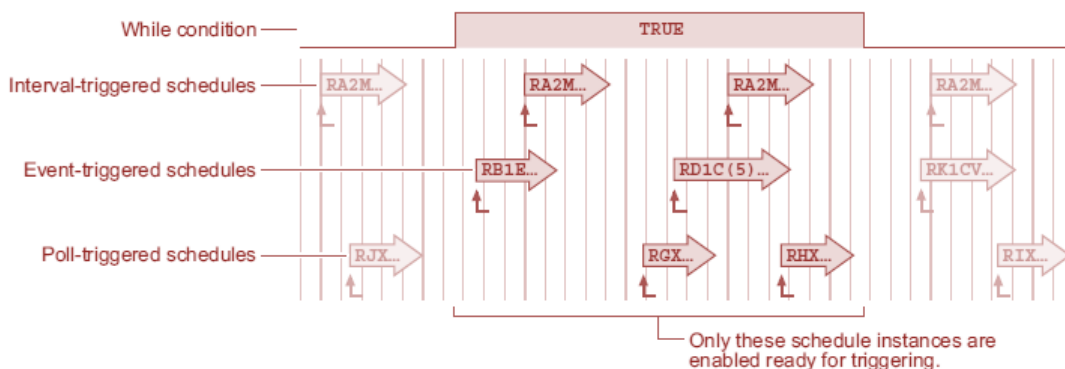 While condition
TRUE
Interval-triggered schedules
RA2M… RA2M… RA2M… RA2M…
Event-triggered schedules
RB1E… RD1C(5)… RK1CV…
Poll-triggered schedules
RJX… RGX… RHX… RIX…
Only these schedule instances are
enabled ready for triggering.